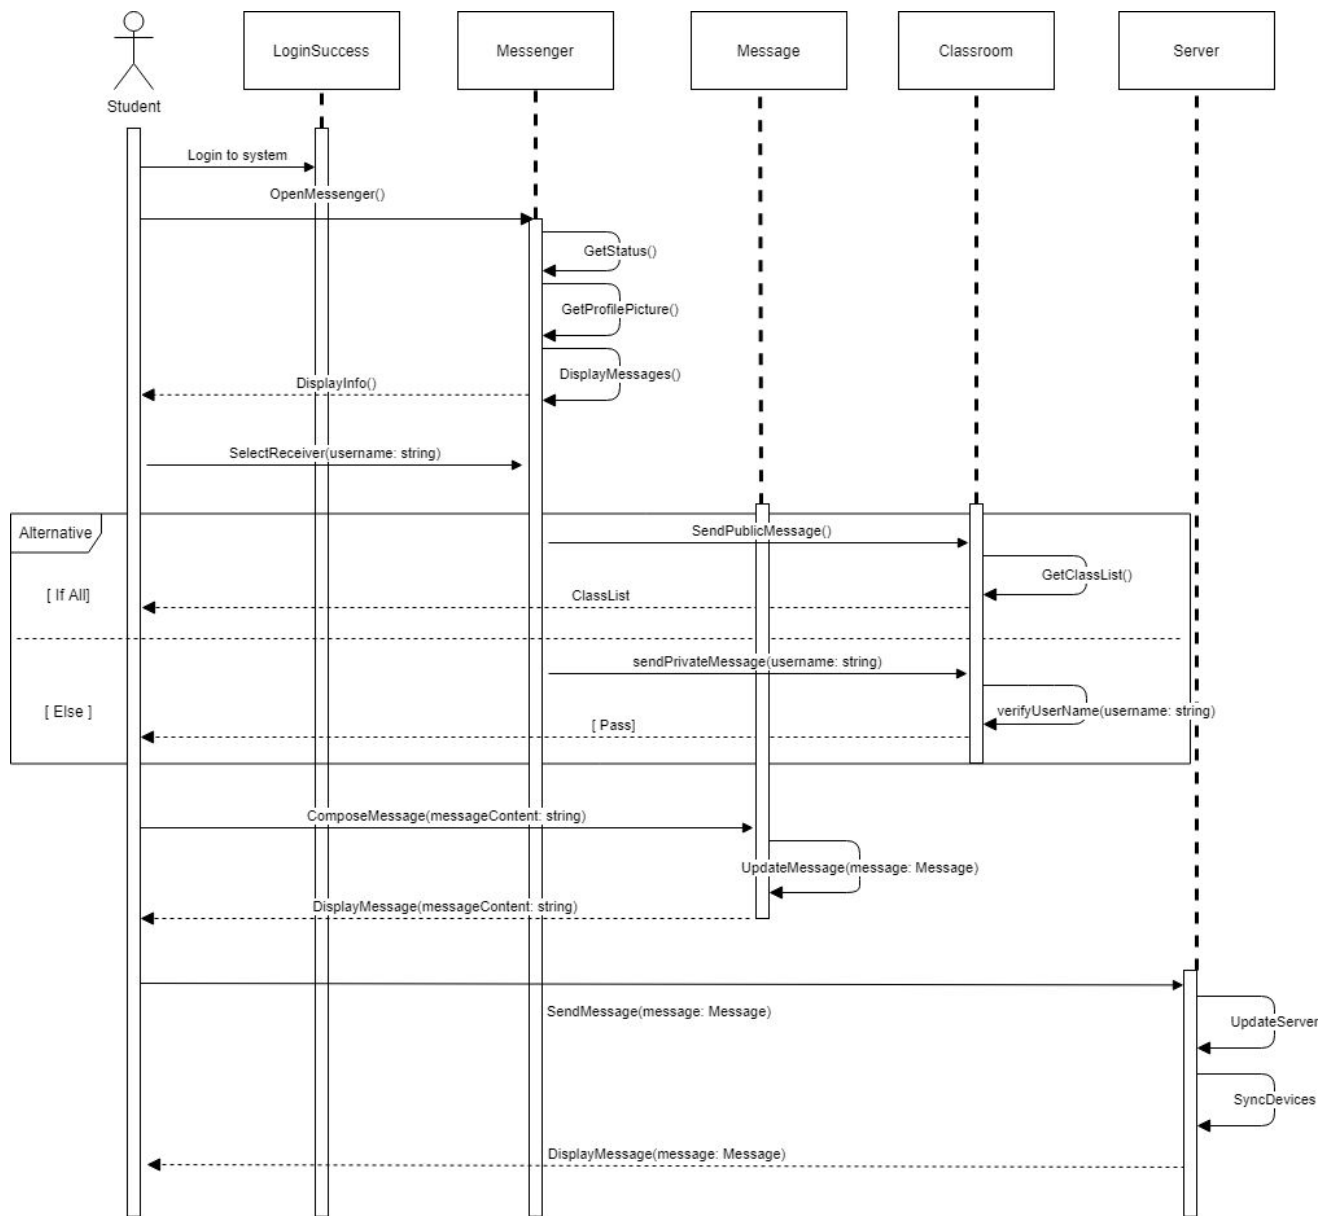 LoginSuccess
Messenger
Message
Classroom
Server
Student
Login to system
OpenMessenger()
GetStatus()
GetProfilePicture()
DisplayMessages()
DisplayInfo()
SelectReceiver(username: string)
Alternative
SendPublicMessage()
GetClassList()
[ If All]
ClassList
sendPrivateMessage(username: string)
[ Else ]
verifyUserName(username: string)
[ Pass]
ComposeMessage(messageContent: string)
UpdateMessage(message: Message)
DisplayMessage(messageContent: string)
SendMessage(message: Message)
UpdateServer
SyncDevices
DisplayMessage(message: Message)